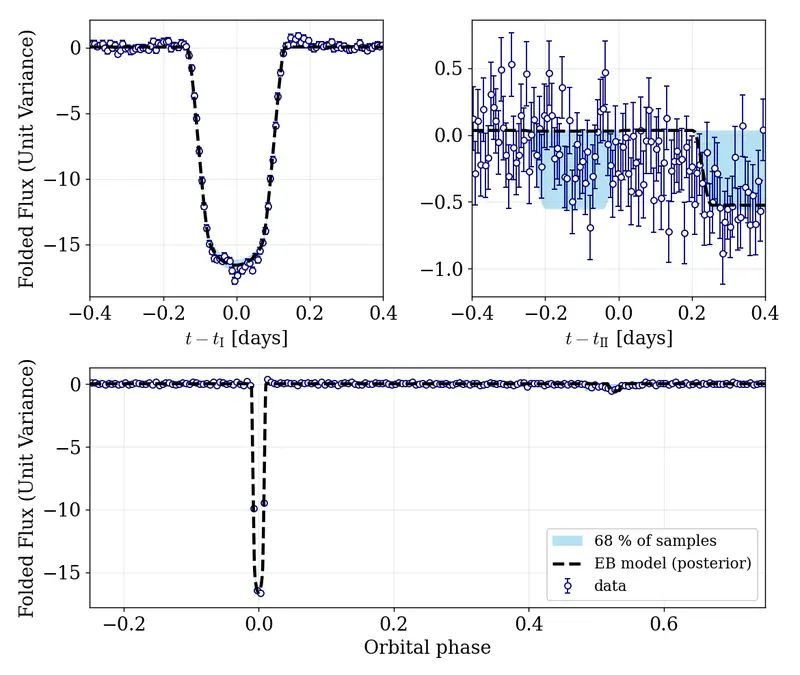 Folded Flux (Unit Variance)
0
−5
−10
−15
−0.4 −0.2 0.0 0.2 0.4
t − tI [days]
0.5
0.0
−0.5
−1.0
−0.4 −0.2 0.0 0.2 0.4
t − tII [days]
Folded Flux (Unit Variance)
0
−5
−10
−15
68 % of samples
EB model (posterior)
data
−0.2 0.0 0.2 0.4 0.6
Orbital phase